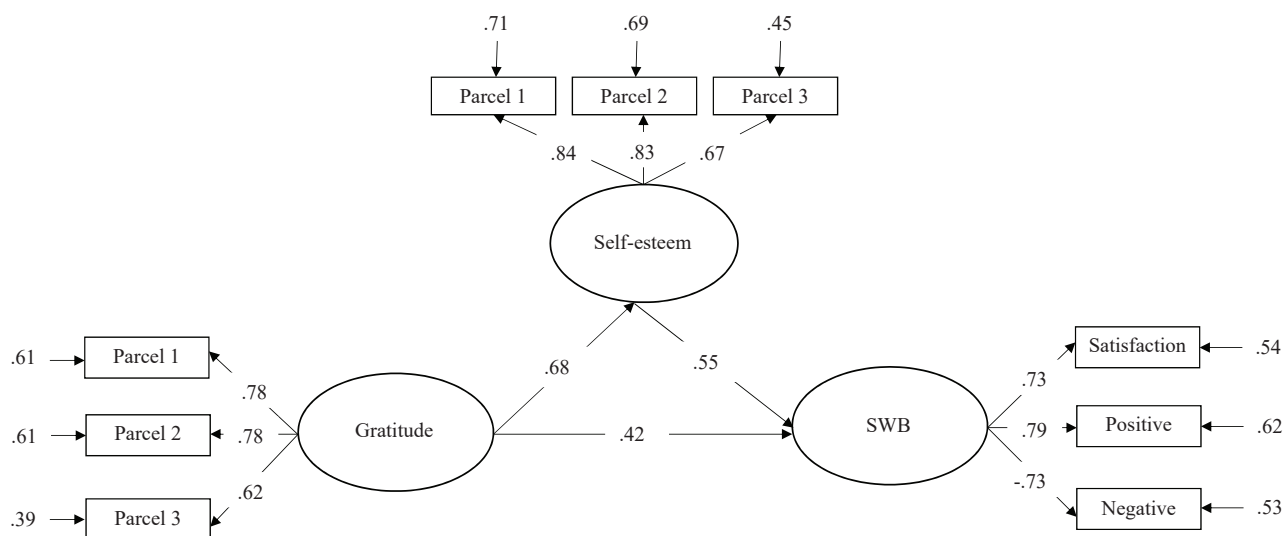 .71 .69 .45
Parcel 1 Parcel 2 Parcel 3
.84 .83 .67
Self-esteem
.61 Parcel 1 .68 .55 Satisfaction .54
.78 .73
.61 Parcel 2 .78 Gratitude .42 SWB .79 Positive .62
.62 -.73
.39 Parcel 3 Negative .53